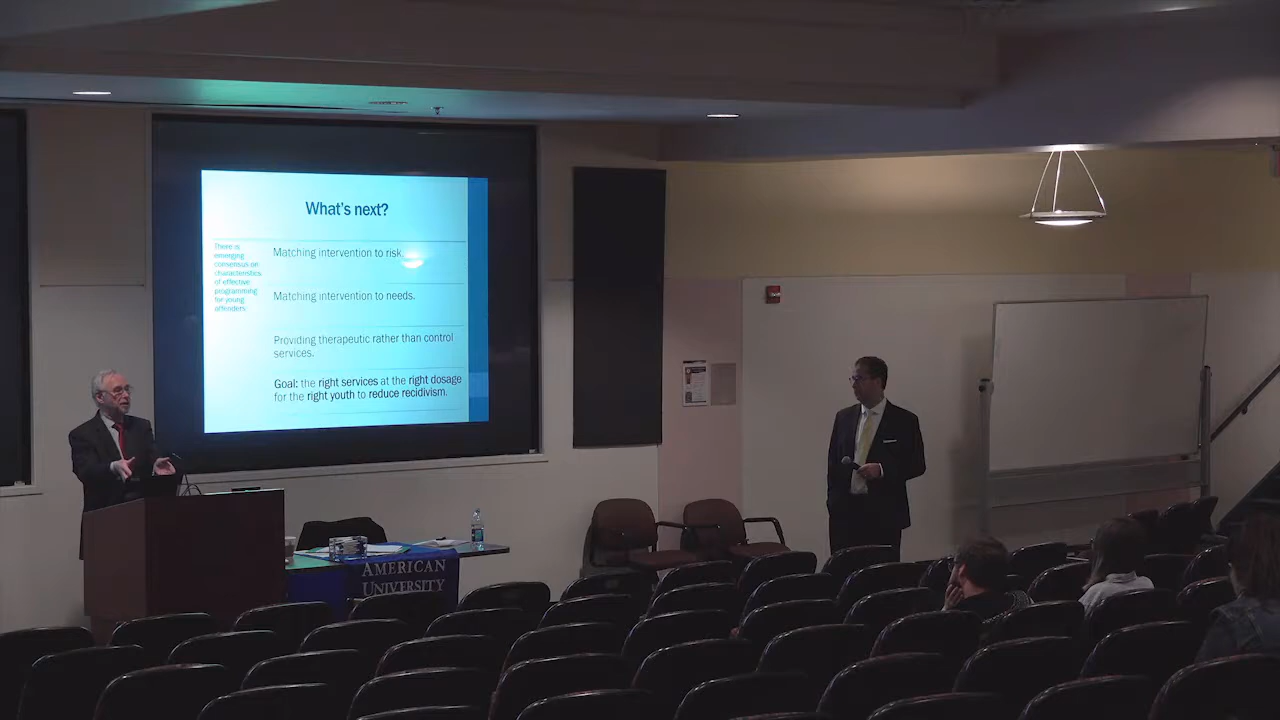 What's next?
There is
emerging
consensus on
characteristics
of effective
programming
for young
offenders.
Matching intervention to risk.
Matching intervention to needs.
Providing therapeutic rather than control
services.
Goal: the right services at the right dosage
for the right youth to reduce recidivism.
AMERICAN
UNIVERSITY